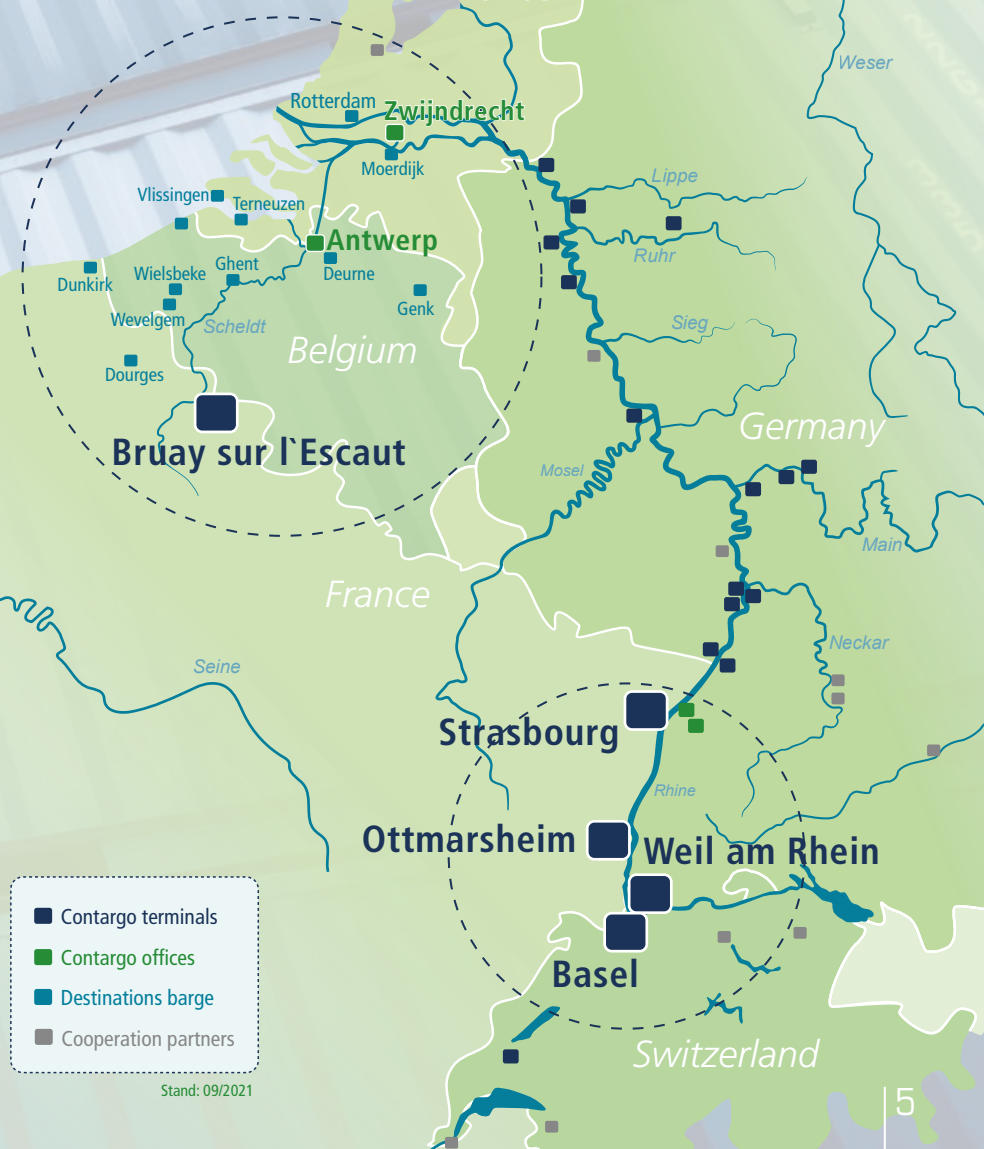 Weser
Rotterdam
Zwijndrecht
Moerdijk
Lippe
Vlissingen
Terneuzen
Antwerp
Ruhr
Dunkirk
Wielsbeke
Ghent
Deurne
Wevelgem
Scheldt
Genk
Sieg
Belgium
Dourges
Germany
Bruay sur l`Escaut
Mosel
Main
France
Neckar
Seine
Strasbourg
Rhine
Ottmarsheim
Weil am Rhein
Basel
Contargo terminals
Contargo offices
Destinations barge
Cooperation partners
Switzerland
Stand: 09/2021
5